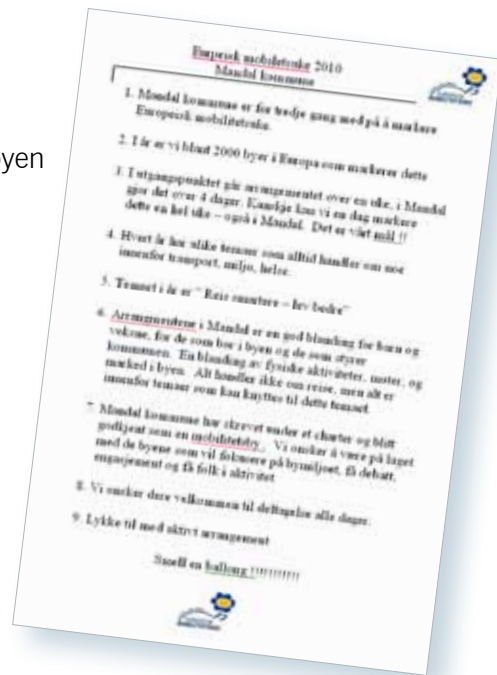 byen
Europeisk mobilitetsuke 2010
Mandal kommune
1. Mandal kommune er for tredje gang med på å markere
Europeisk mobilitetsuke.
2. I år er vi blant 2000 byer i Europa som markerer dette
3. I utgangspunktet går arrangementet over en uke, i Mandal
gjør det over 4 dager. Kanskje kan vi en dag markere
dette en hel uke – også i Mandal. Det er vårt mål !!
4. Hvert år har ulike temaer som alltid handler om noe
innenfor transport, miljø, helse.
5. Temaet i år er " Reis smartere – lev bedre"
6. Arrangementene i Mandal er en god blanding for barn og
voksne, for de som bor i byen og de som styrer
kommunen. En blanding av fysiske aktiviteter, møter, og
marked i byen. Alt handler ikke om reise, men alt er
innenfor temaer som kan knyttes til dette temaet.
7. Mandal kommune har skrevet under et charter og blitt
godkjent som en mobilitetsby. Vi ønsker å være på laget
med de byene som vil fokusere på bymiljøet, få debatt,
engasjement og få folk i aktivitet
8. Vi ønsker dere velkommen til deltagelse alle dager.
9. Lykke til med aktivt arrangement
Smell en ballong !!!!!!!!!!!